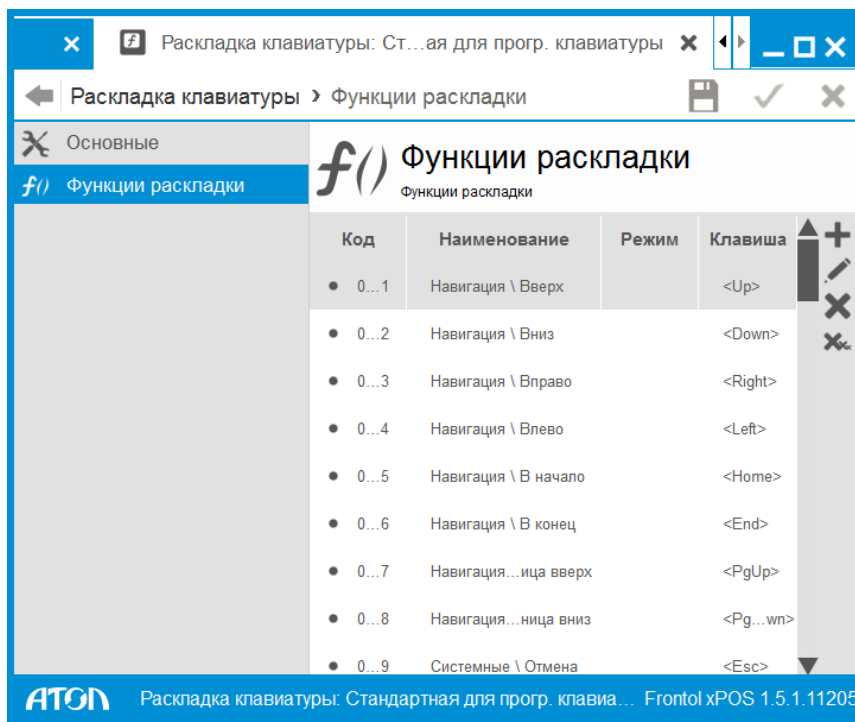 Раскладка клавиатуры: Ст...ая для прогр. клавиатуры
Раскладка клавиатуры › Функции раскладки
Основные
f() Функции раскладки
f() Функции раскладки
Функции раскладки
Код Наименование Режим Клавиша
0...1 Навигация \ Вверх <Up>
0...2 Навигация \ Вниз <Down>
0...3 Навигация \ Вправо <Right>
0...4 Навигация \ Влево <Left>
0...5 Навигация \ В начало <Home>
0...6 Навигация \ В конец <End>
0...7 Навигация...ица вверх <PgUp>
0...8 Навигация...ница вниз <Pg...wn>
0...9 Системные \ Отмена <Esc>
АТОЛ Раскладка клавиатуры: Стандартная для прогр. клавиа... Frontol xPOS 1.5.1.11205